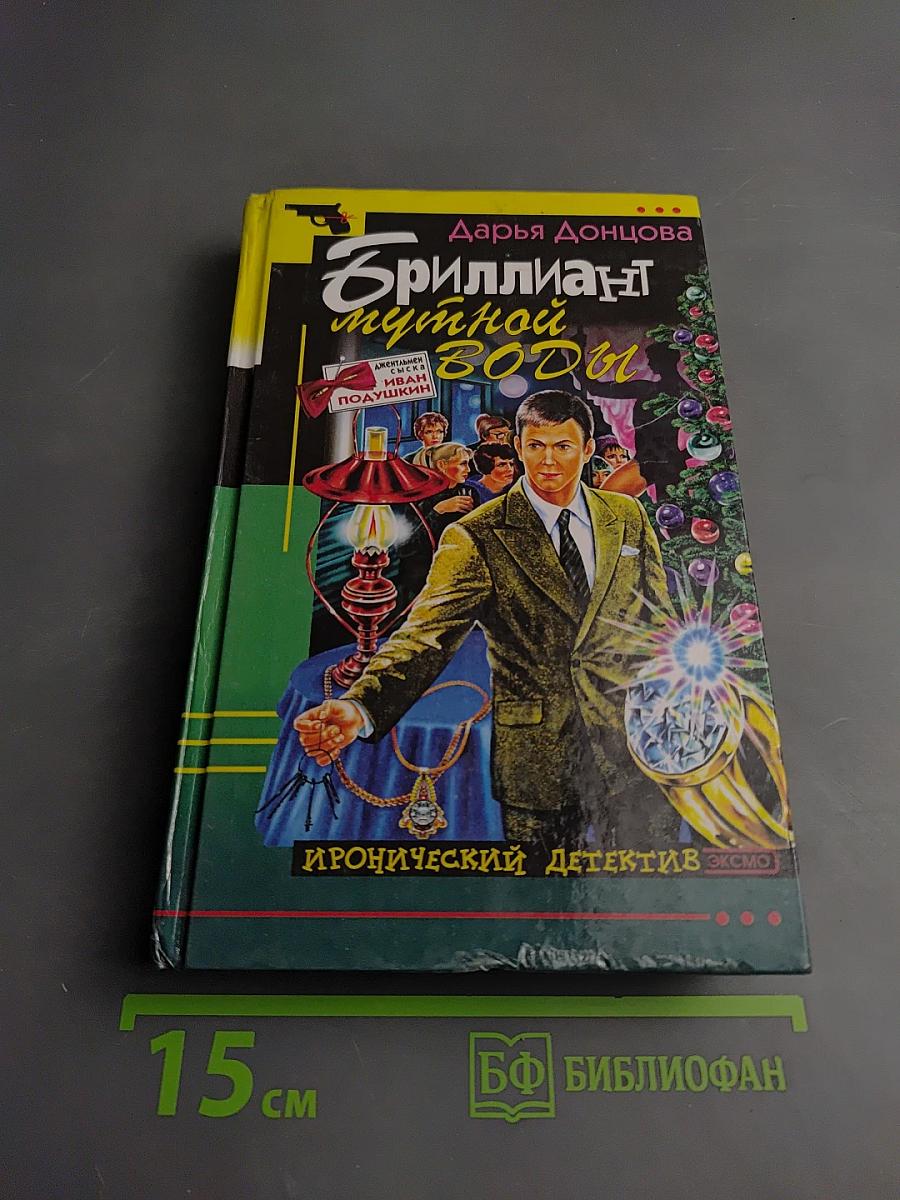 Дарья Донцова
Бриллиант
мутной
воды
джентльмен
сыска
Иван
Подушкин
Иронический детектив
ЭКСМО
15 см
БФ БИБЛИОФАН